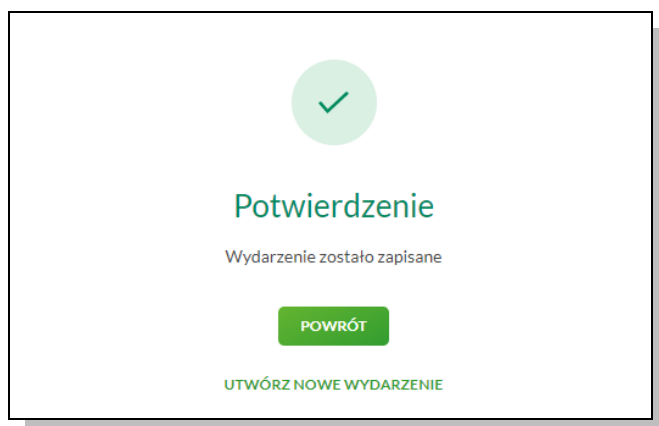 Potwierdzenie
Wydarzenie zostało zapisane
POWRÓT
UTWÓRZ NOWE WYDARZENIE